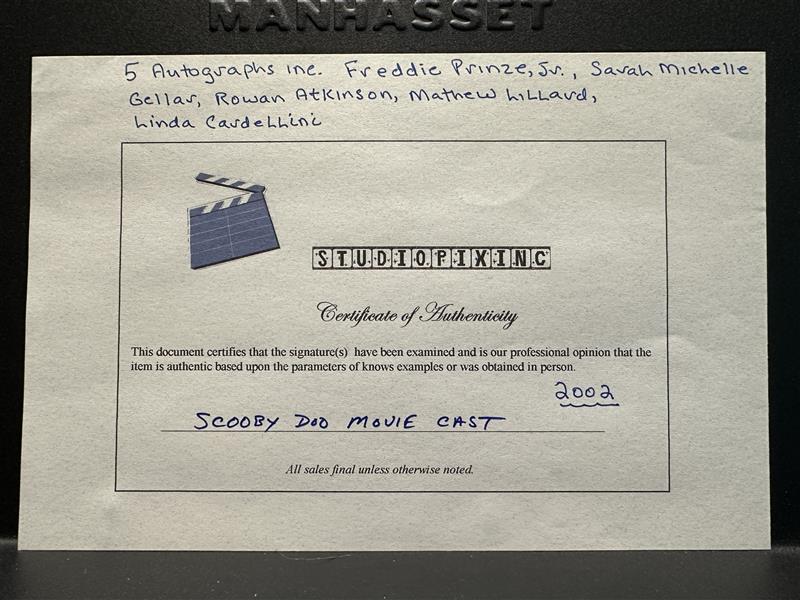 MANHASSET
5 Autographs inc. Freddie Prinze, Jr., Sarah Michelle
Gellar, Rowan Atkinson, Mathew Lillard,
Linda Cardellini
STUDIOPIXINC
Certificate of Authenticity
This document certifies that the signature(s) have been examined and is our professional opinion that the
item is authentic based upon the parameters of knows examples or was obtained in person.
2002
SCOOBY DOO MOVIE CAST
All sales final unless otherwise noted.